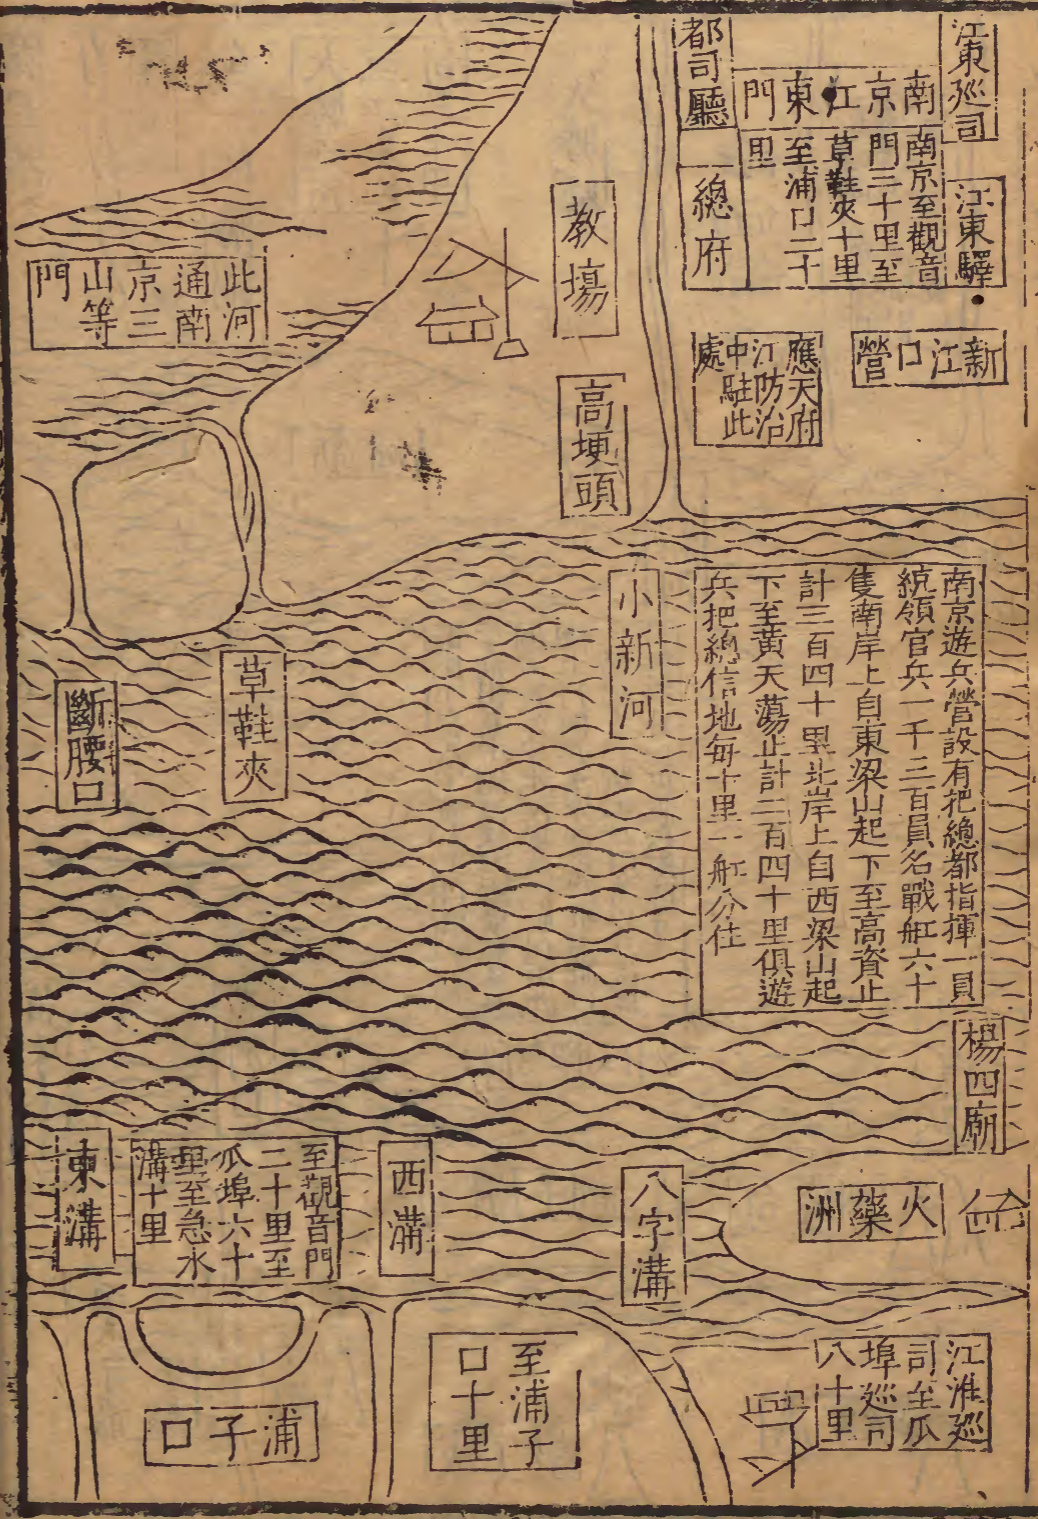 江東巡司
南京江東門
南京至觀音
門三十里至
草鞋夾十里
至浦口二十
里
都司廳
總府
江東驛
新江口營
應天府
江防治
中駐此
處
教塲
高埂頭
此河
通南
京三
山等
門
小新河
南京遊兵營設有把總都指揮一員
統領官兵一千三百員名戰舡六十
隻南岸上自東梁山起下至高資止
計三百四十里北岸上自西梁山起
下至黃天蕩止計二百四十里俱遊
兵把總信地每十里一舡分住
草鞋夾
斷腰口
楊四廟
火藥洲
八字溝
西溝
至觀音門
二十里至
瓜埠六十
里至急水
溝十里
東溝
江淮巡
司至瓜
埠巡司
八十里
至浦子
口十里
浦子口